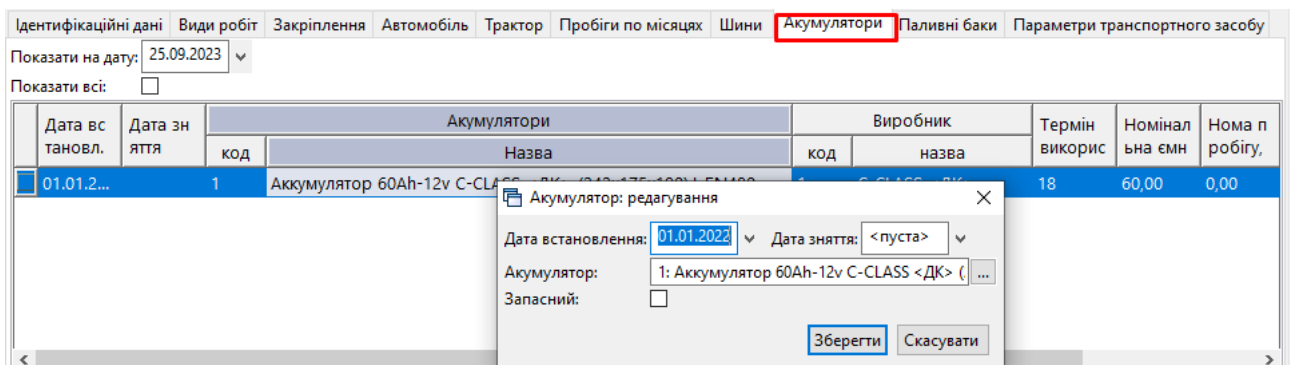 Ідентифікаційні дані Види робіт Закріплення Автомобіль Трактор Пробіги по місяцях Шини Акумулятори Паливні баки Параметри транспортного засобу
Показати на дату: 25.09.2023
Показати всі:
Акумулятори Виробник
Дата вс Дата зн Термін Номінал Нома п
тановл. яття код Назва код назва викорис ьна ємн робігу,
01.01.2... 1 Аккумулятор 60Ah-12v C-CLASS 18 60,00 0,00
Акумулятор: редагування
Дата встановлення: 01.01.2022 Дата зняття: <пуста>
Акумулятор: 1: Аккумулятор 60Ah-12v C-CLASS <ДК> ( ...
Запасний:
Зберегти Скасувати